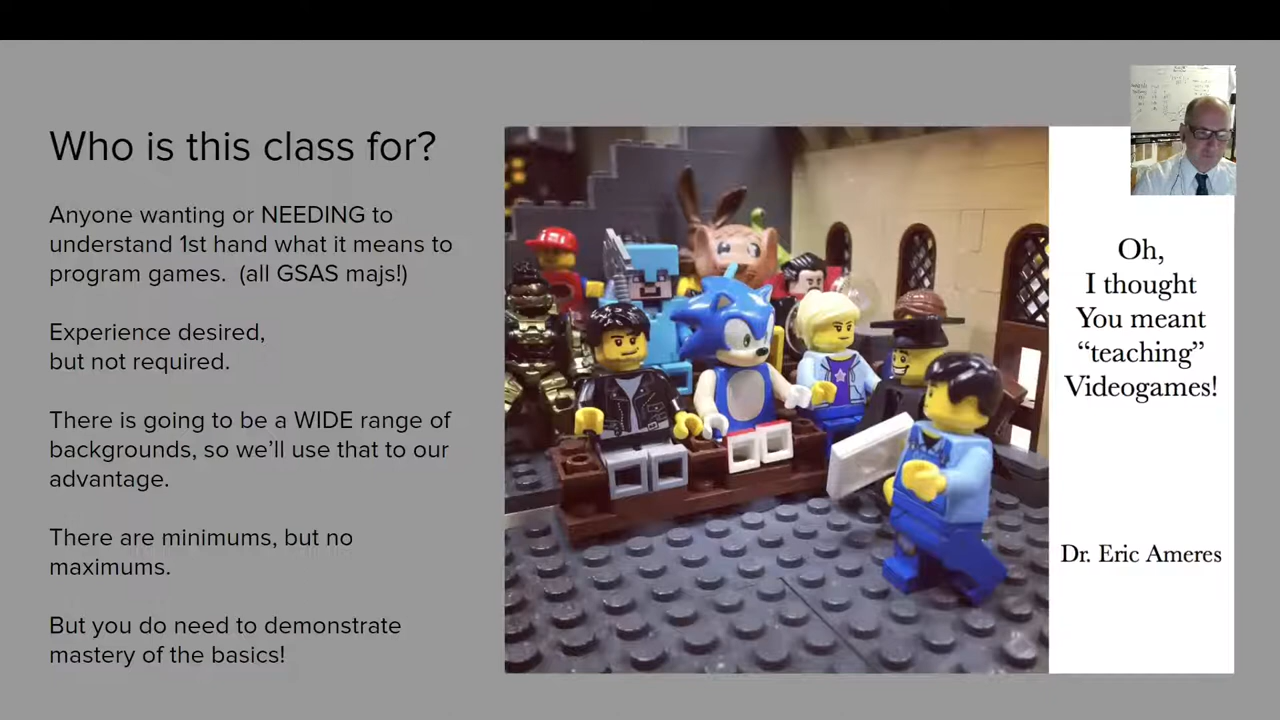 Who is this class for?
Anyone wanting or NEEDING to
understand 1st hand what it means to
program games.  (all GSAS majs!)
Experience desired,
but not required.
There is going to be a WIDE range of
backgrounds, so we’ll use that to our
advantage.
There are minimums, but no
maximums.
But you do need to demonstrate
mastery of the basics!
Oh,
I thought
You meant
“teaching”
Videogames!
Dr. Eric Ameres